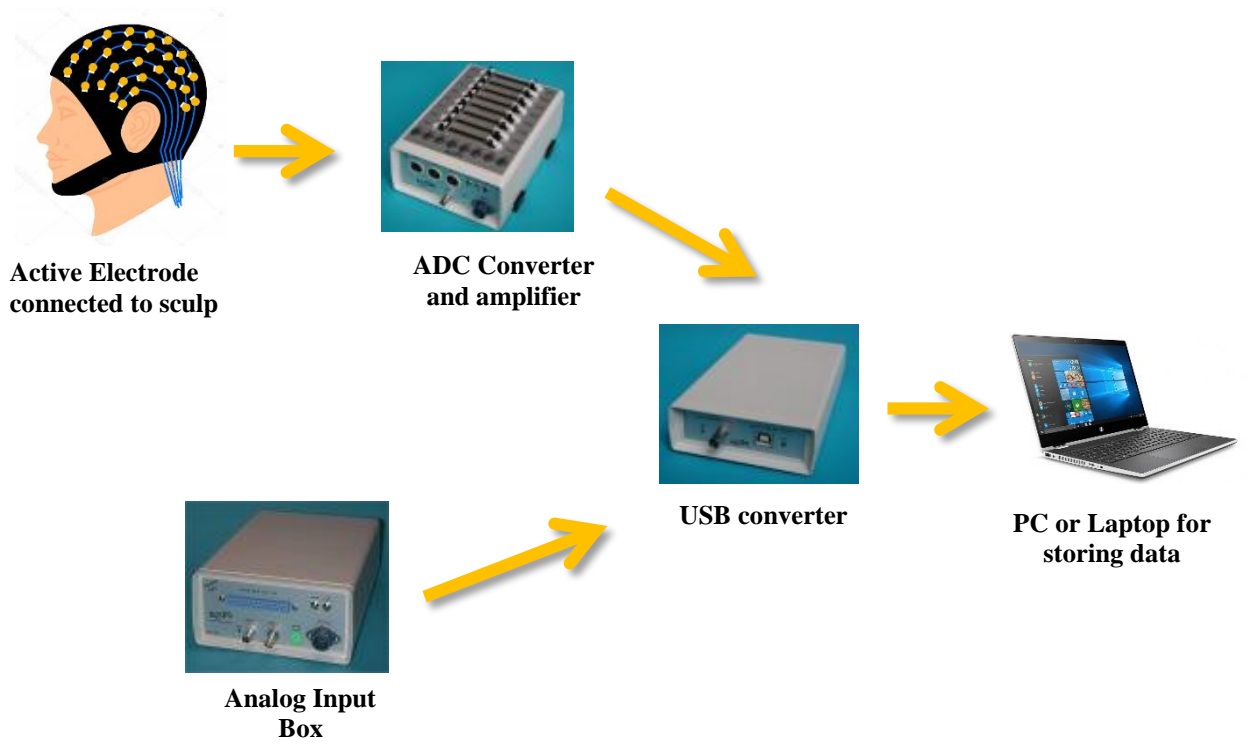 Active Electrode
connected to sculp
ADC Converter
and amplifier
USB converter
PC or Laptop for
storing data
Analog Input
Box